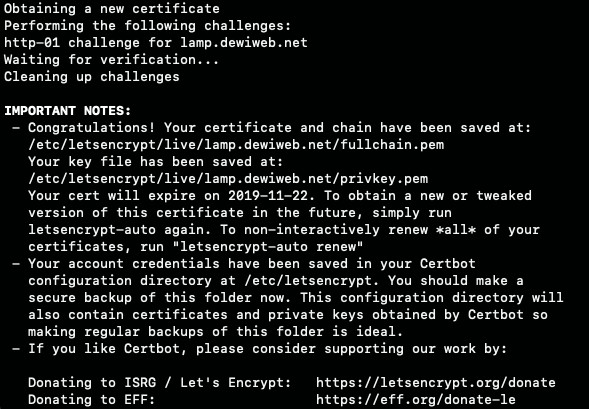 Obtaining a new certificate
Performing the following challenges:
http-01 challenge for lamp.dewiweb.net
Waiting for verification...
Cleaning up challenges
IMPORTANT NOTES:
- Congratulations! Your certificate and chain have been saved at:
/etc/letsencrypt/live/lamp.dewiweb.net/fullchain.pem
Your key file has been saved at:
/etc/letsencrypt/live/lamp.dewiweb.net/privkey.pem
Your cert will expire on 2019-11-22. To obtain a new or tweaked
version of this certificate in the future, simply run
letsencrypt-auto again. To non-interactively renew *all* of your
certificates, run "letsencrypt-auto renew"
- Your account credentials have been saved in your Certbot
configuration directory at /etc/letsencrypt. You should make a
secure backup of this folder now. This configuration directory will
also contain certificates and private keys obtained by Certbot so
making regular backups of this folder is ideal.
- If you like Certbot, please consider supporting our work by:
Donating to ISRG / Let's Encrypt:   https://letsencrypt.org/donate
Donating to EFF:                    https://eff.org/donate-le